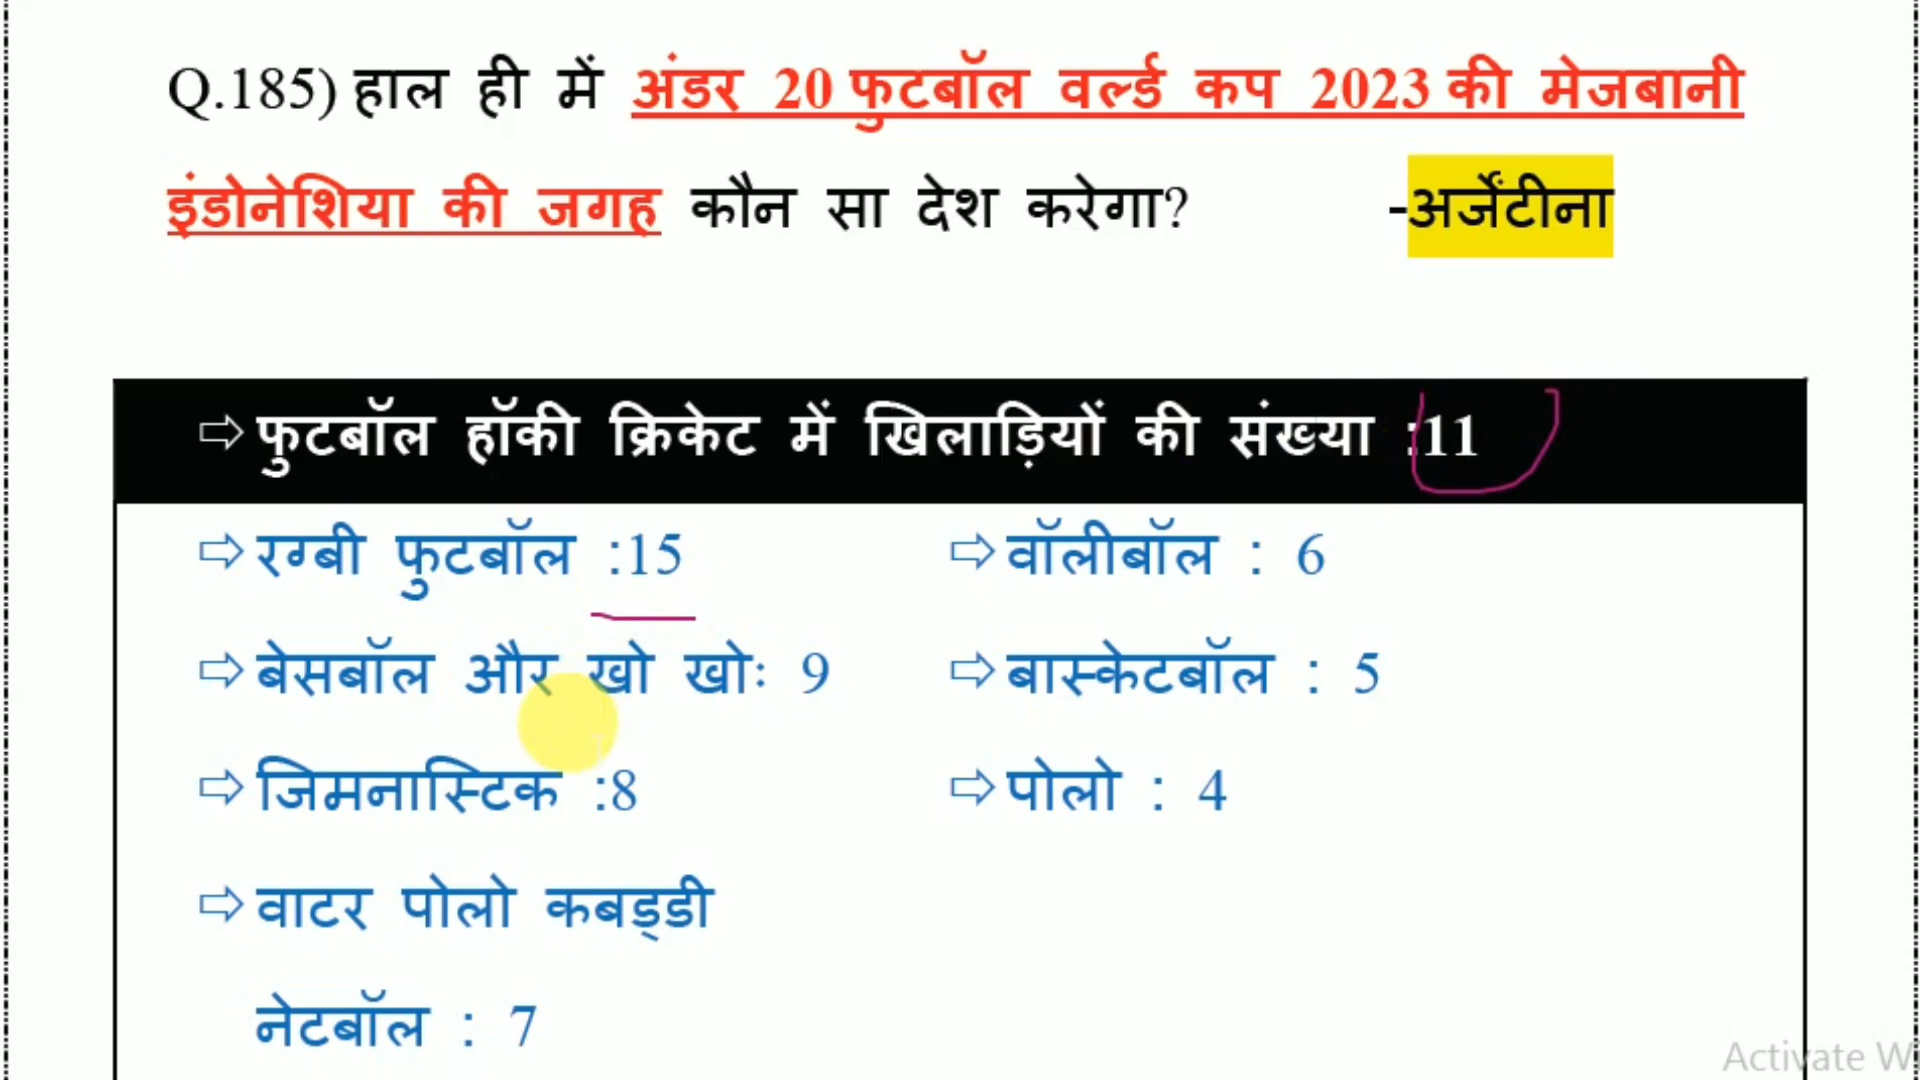 Q.185) हाल ही में अंडर 20 फुटबॉल वर्ल्ड कप 2023 की मेजबानी
इंडोनेशिया की जगह कौन सा देश करेगा? -अर्जेंटीना
⇨ फुटबॉल हॉकी क्रिकेट में खिलाड़ियों की संख्या :11
⇨ रग्बी फुटबॉल :15
⇨ वॉलीबॉल : 6
⇨ बेसबॉल और खो खोः 9
⇨ बास्केटबॉल : 5
⇨ जिमनास्टिक :8
⇨ पोलो : 4
⇨ वाटर पोलो कबड्डी
नेटबॉल : 7
Activate